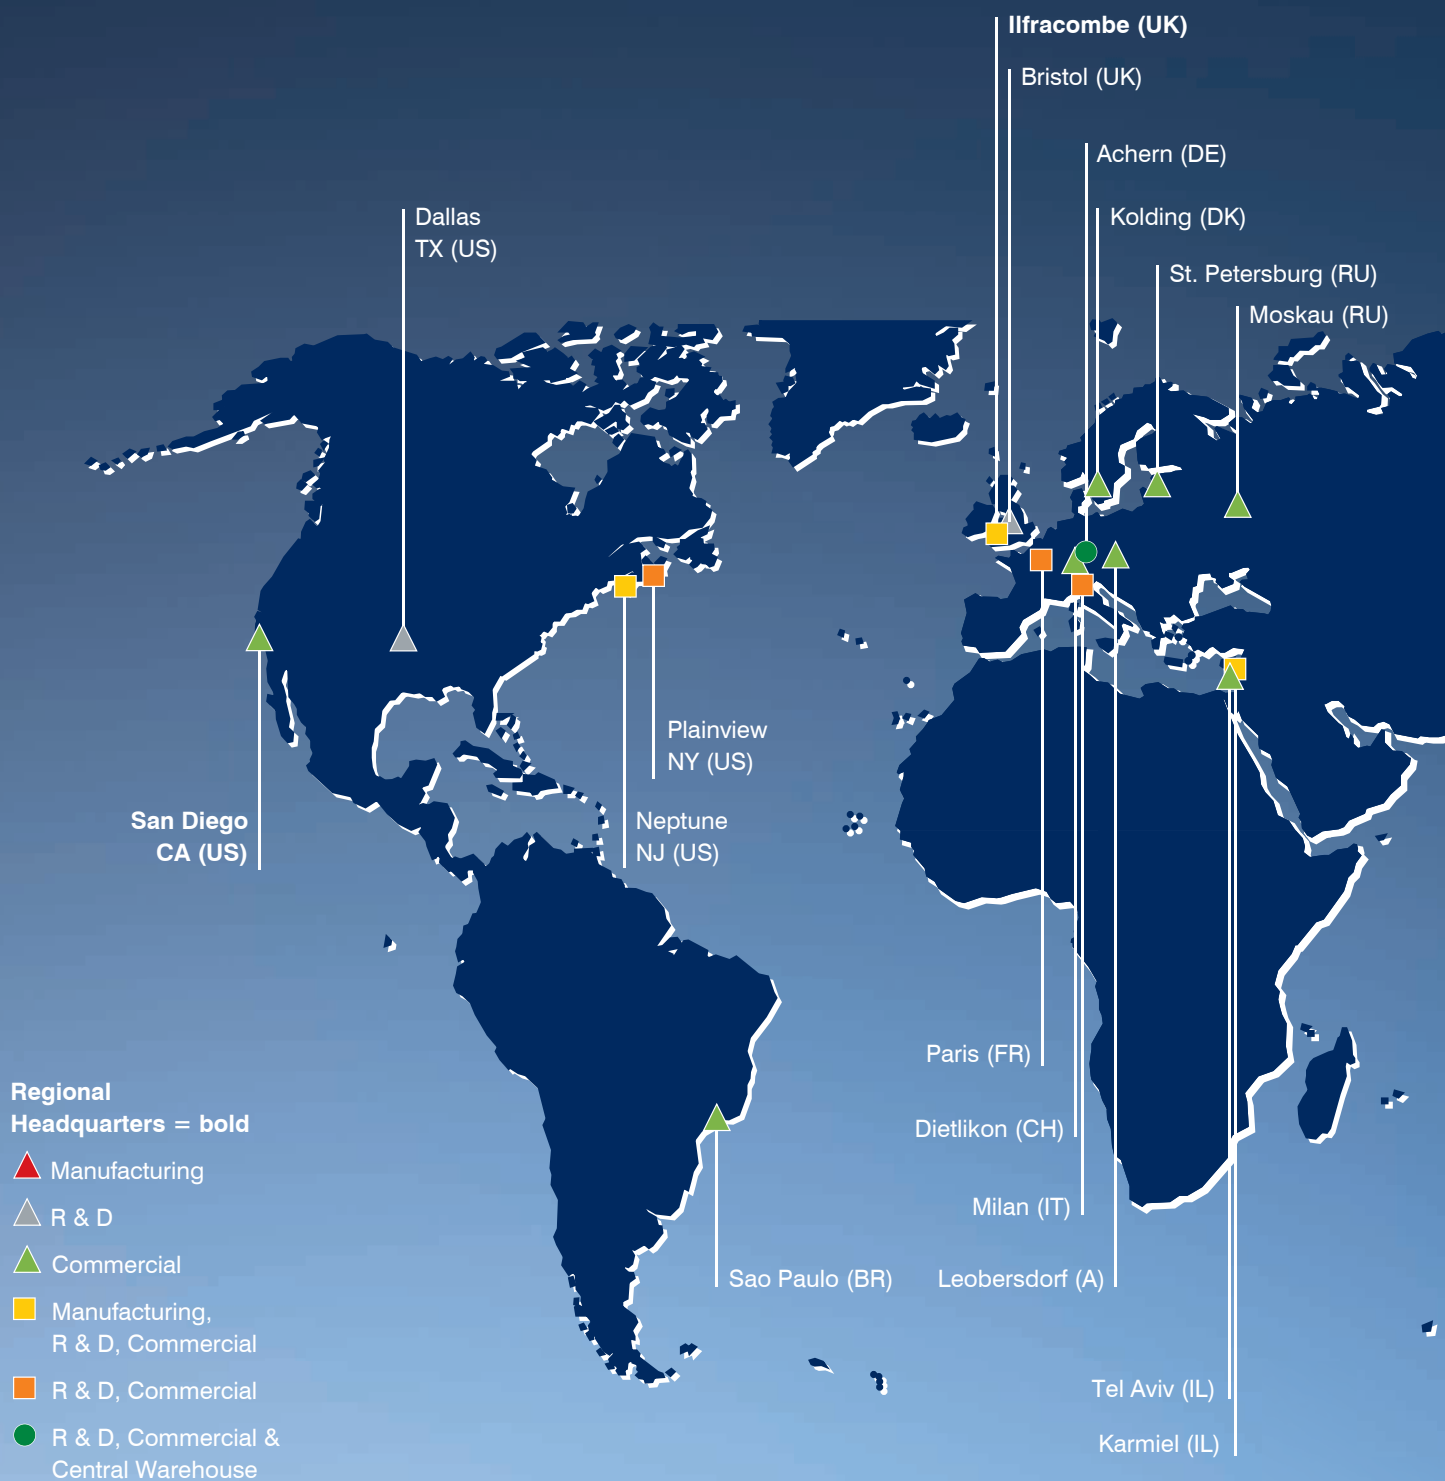 Ilfracombe (UK)
Bristol (UK)
Achern (DE)
Dallas
TX (US)
Kolding (DK)
St. Petersburg (RU)
Moskau (RU)
Plainview
NY (US)
San Diego
CA (US)
Neptune
NJ (US)
Paris (FR)
Dietlikon (CH)
Milan (IT)
Sao Paulo (BR)
Leobersdorf (A)
Tel Aviv (IL)
Karmiel (IL)
Regional
Headquarters = bold
Manufacturing
R & D
Commercial
Manufacturing,
R & D, Commercial
R & D, Commercial
R & D, Commercial &
Central Warehouse